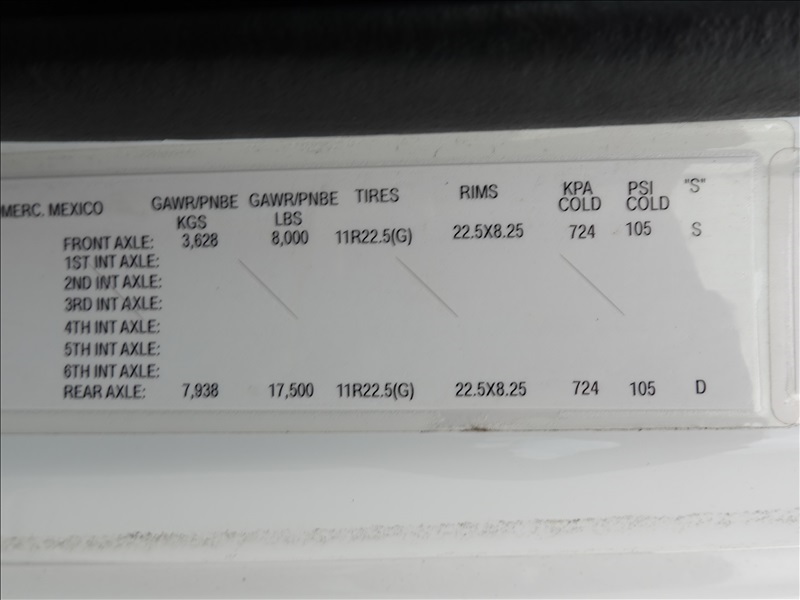 MERC. MEXICO GAWR/PNBE GAWR/PNBE TIRES RIMS KPA PSI "S"
KGS LBS COLD COLD
FRONT AXLE: 3,628 8,000 11R22.5(G) 22.5X8.25 724 105 S
1ST INT AXLE:
2ND INT AXLE:
3RD INT AXLE:
4TH INT AXLE:
5TH INT AXLE:
6TH INT AXLE:
REAR AXLE: 7,938 17,500 11R22.5(G) 22.5X8.25 724 105 D